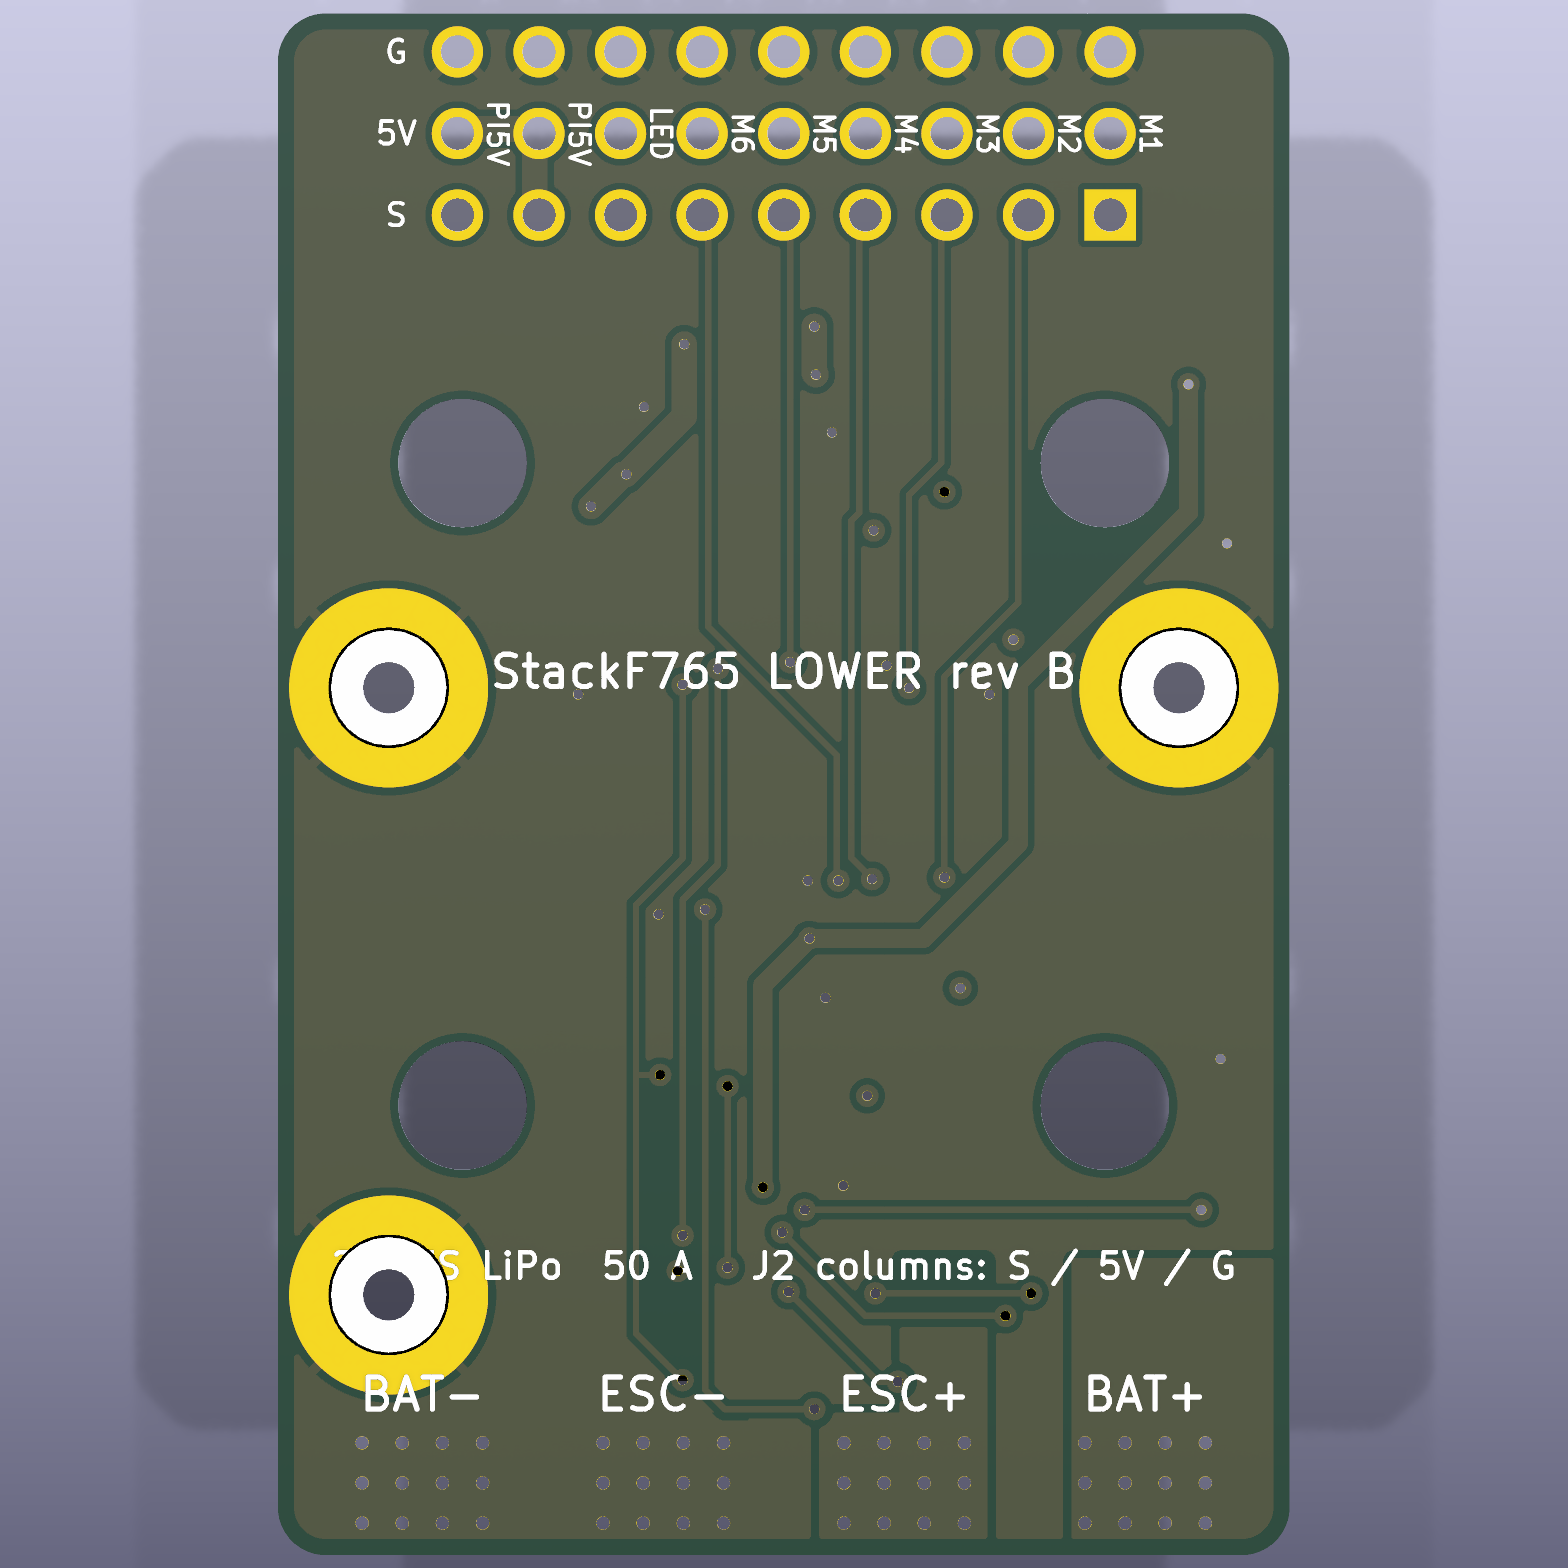 G
5V PI5V PI5V LED M6 M5 M4 M3 M2 M1
S
StackF765 LOWER rev B
LiPo 50 A J2 columns: S / 5V / G
BAT- ESC- ESC+ BAT+